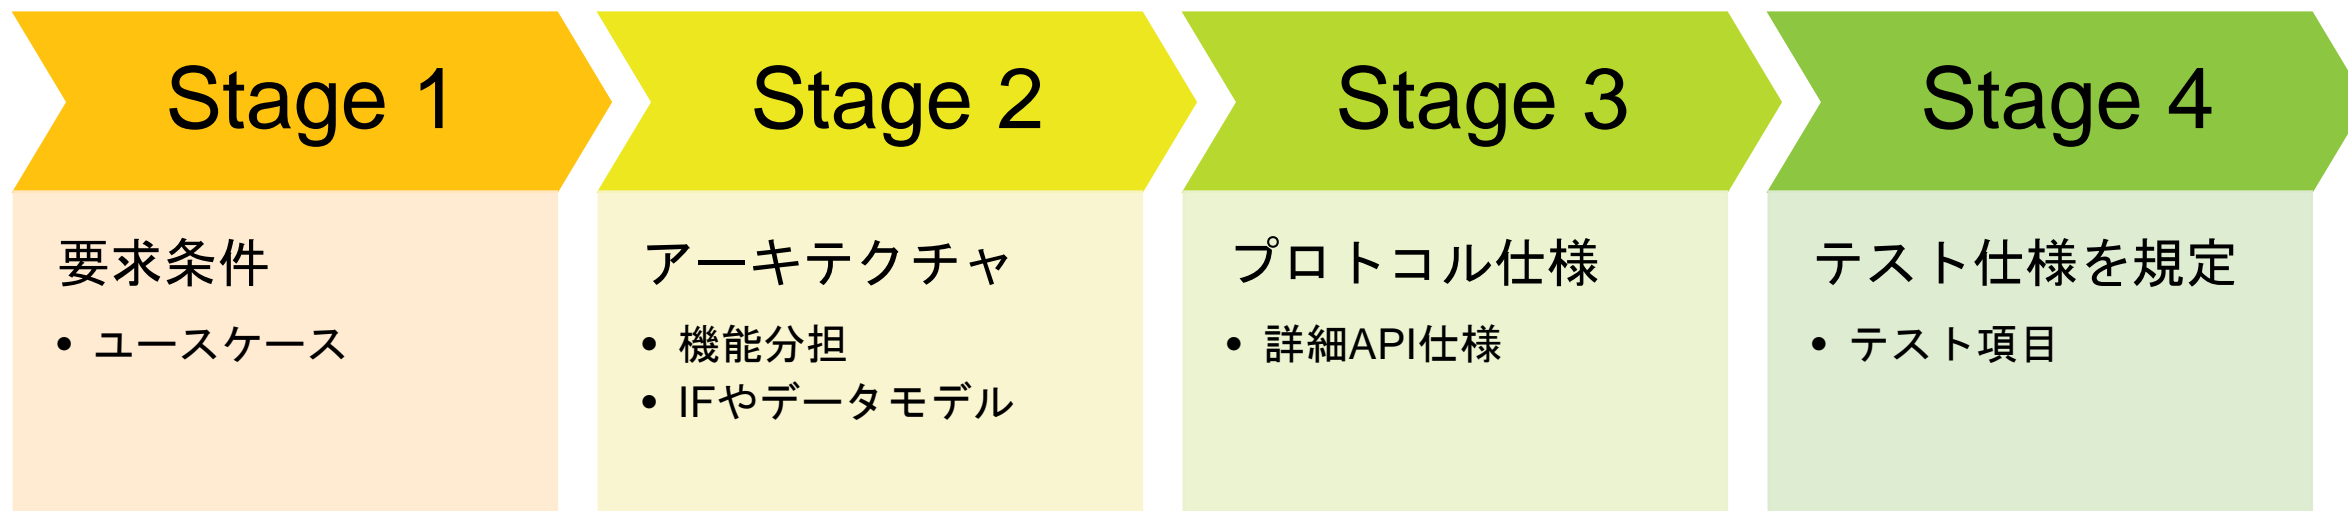 Stage 1
要求条件
• ユースケース
Stage 2
アーキテクチャ
• 機能分担
• IFやデータモデル
Stage 3
プロトコル仕様
• 詳細API仕様
Stage 4
テスト仕様を規定
• テスト項目